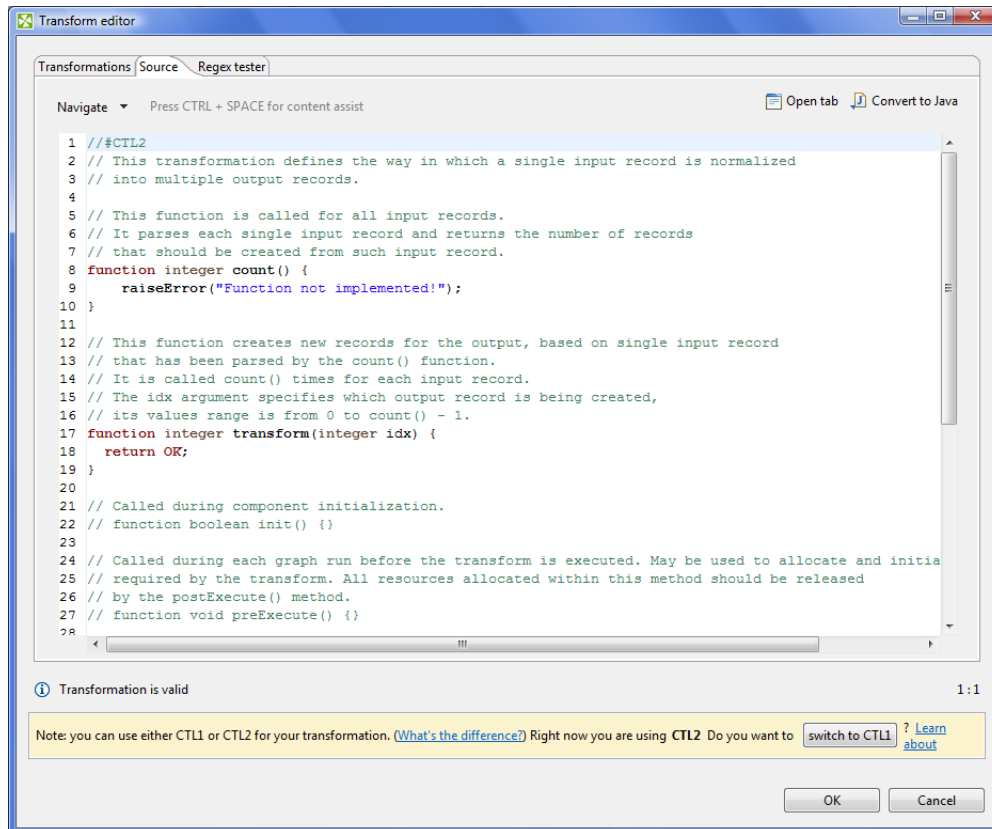 Transform editor
Transformations Source Regex tester
Navigate Press CTRL + SPACE for content assist Open tab Convert to Java
1 //#CTL2
2 // This transformation defines the way in which a single input record is normalized
3 // into multiple output records.
4
5 // This function is called for all input records.
6 // It parses each single input record and returns the number of records
7 // that should be created from such input record.
8 function integer count() {
9     raiseError("Function not implemented!");
10 }
11
12 // This function creates new records for the output, based on single input record
13 // that has been parsed by the count() function.
14 // It is called count() times for each input record.
15 // The idx argument specifies which output record is being created,
16 // its values range is from 0 to count() - 1.
17 function integer transform(integer idx) {
18   return OK;
19 }
20
21 // Called during component initialization.
22 // function boolean init() {}
23
24 // Called during each graph run before the transform is executed. May be used to allocate and initia
25 // required by the transform. All resources allocated within this method should be released
26 // by the postExecute() method.
27 // function void preExecute() {}
28
Transformation is valid 1:1
Note: you can use either CTL1 or CTL2 for your transformation. (What's the difference?) Right now you are using CTL2 Do you want to switch to CTL1 ? Learn
about
OK Cancel